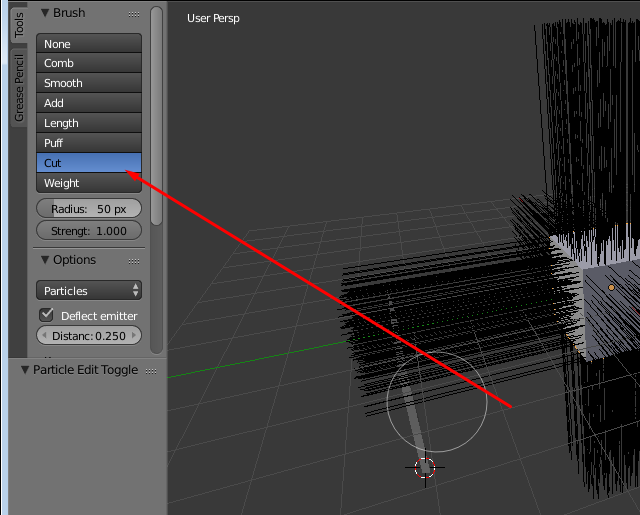 Tools
Grease Pencil
Brush
None
Comb
Smooth
Add
Length
Puff
Cut
Weight
Radius: 50 px
Strengt: 1.000
Options
Particles
Deflect emitter
Distanc: 0.250
Particle Edit Toggle
User Persp